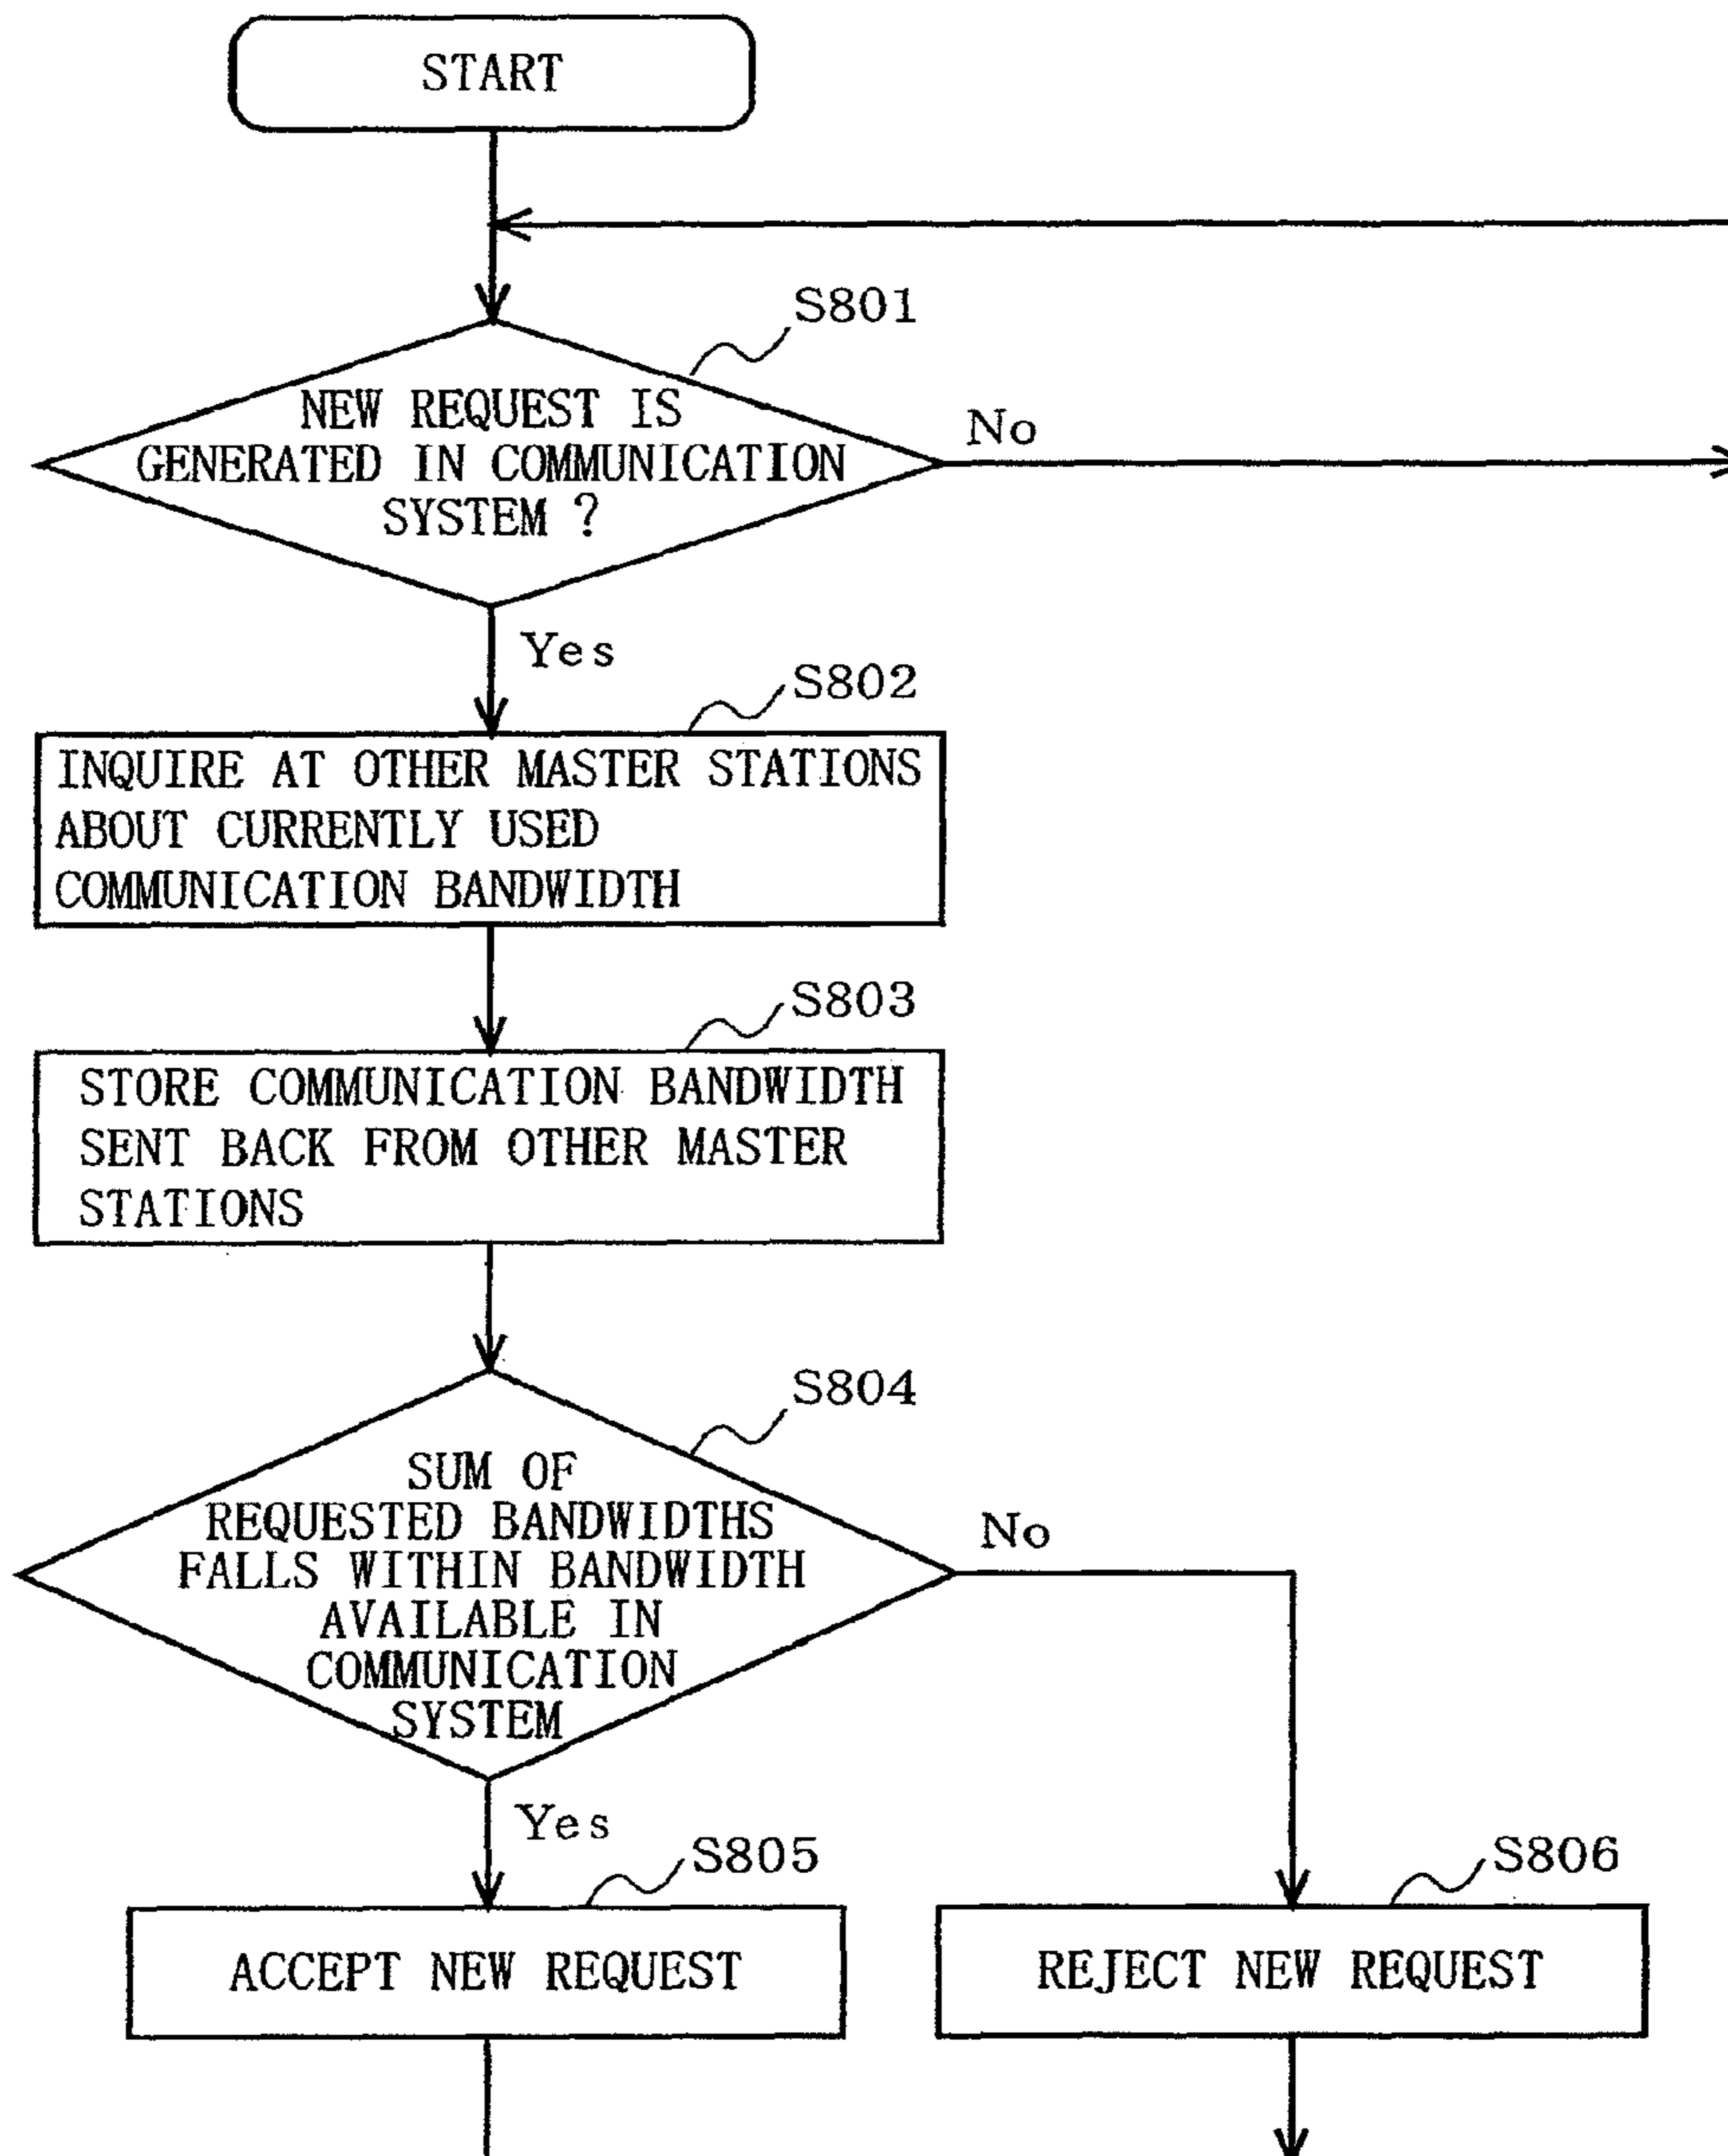 START
S801
NEW REQUEST IS
GENERATED IN COMMUNICATION
SYSTEM ?
No
Yes
S802
INQUIRE AT OTHER MASTER STATIONS
ABOUT CURRENTLY USED
COMMUNICATION BANDWIDTH
S803
STORE COMMUNICATION BANDWIDTH
SENT BACK FROM OTHER MASTER
STATIONS
S804
SUM OF
REQUESTED BANDWIDTHS
FALLS WITHIN BANDWIDTH
AVAILABLE IN
COMMUNICATION
SYSTEM
No
Yes
S805
ACCEPT NEW REQUEST
S806
REJECT NEW REQUEST